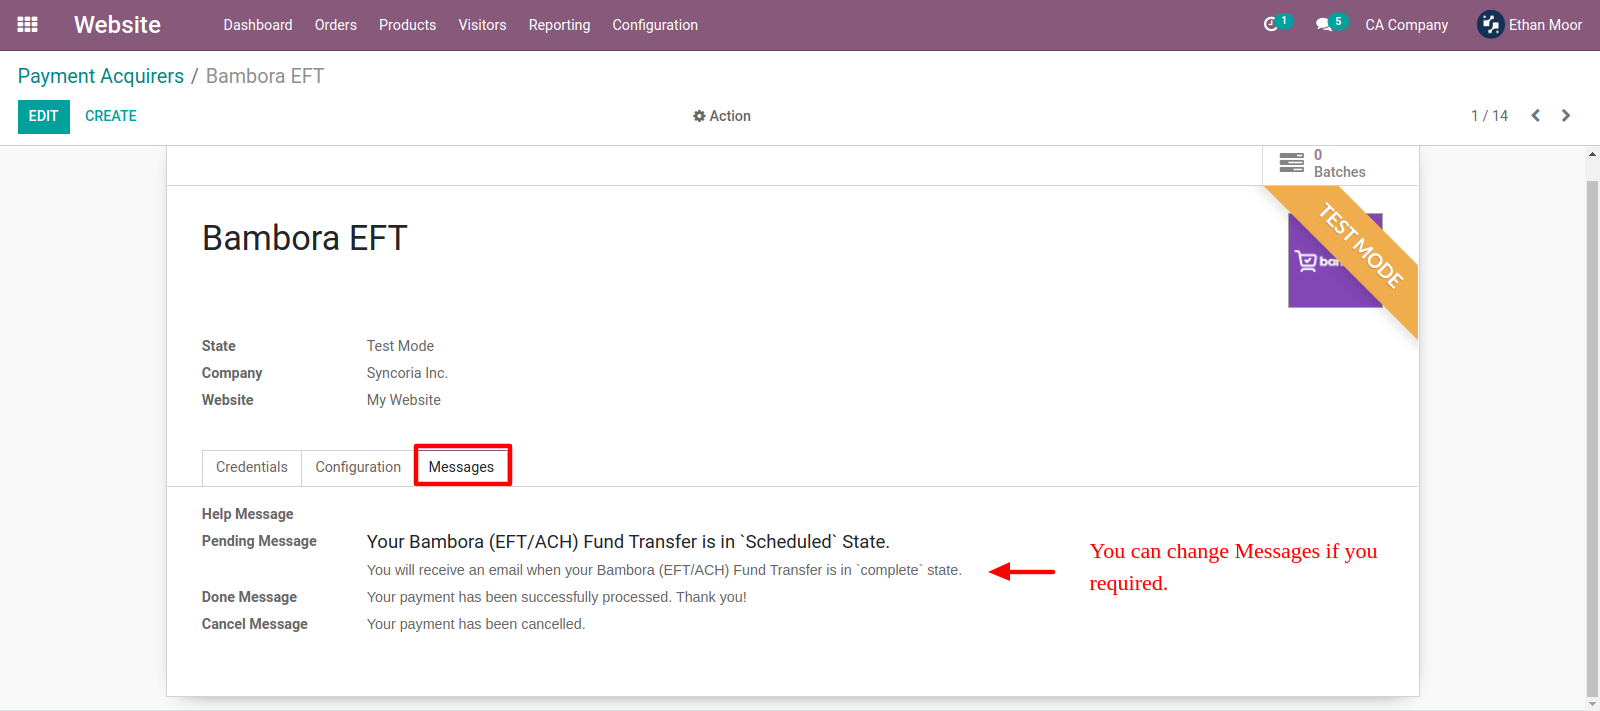 Website Dashboard Orders Products Visitors Reporting Configuration 1 5 CA Company Ethan Moor
Payment Acquirers / Bambora EFT
EDIT CREATE Action 1 / 14
0
Batches
TEST MODE
Bambora EFT
State Test Mode
Company Syncoria Inc.
Website My Website
Credentials Configuration Messages
Help Message
Pending Message Your Bambora (EFT/ACH) Fund Transfer is in `Scheduled` State.
You will receive an email when your Bambora (EFT/ACH) Fund Transfer is in `complete` state.
Done Message Your payment has been successfully processed. Thank you!
Cancel Message Your payment has been cancelled.
You can change Messages if you
required.